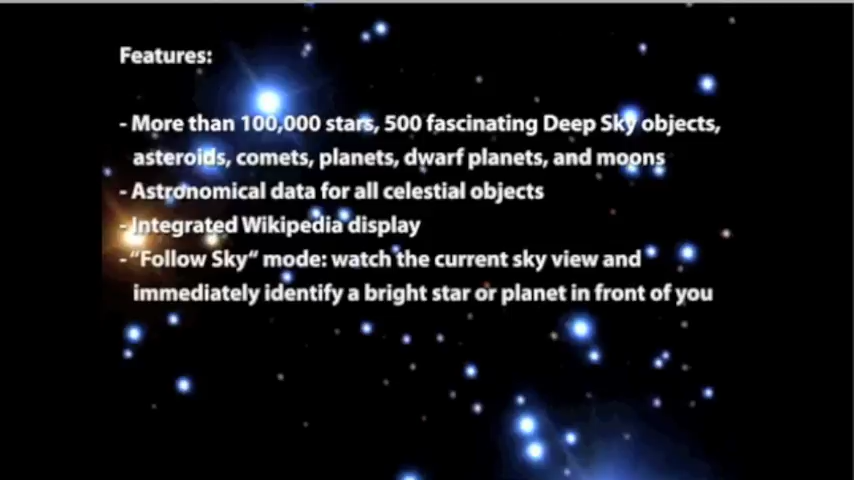 Features:
- More than 100,000 stars, 500 fascinating Deep Sky objects,
asteroids, comets, planets, dwarf planets, and moons
- Astronomical data for all celestial objects
- Integrated Wikipedia display
- “Follow Sky“ mode: watch the current sky view and
immediately identify a bright star or planet in front of you